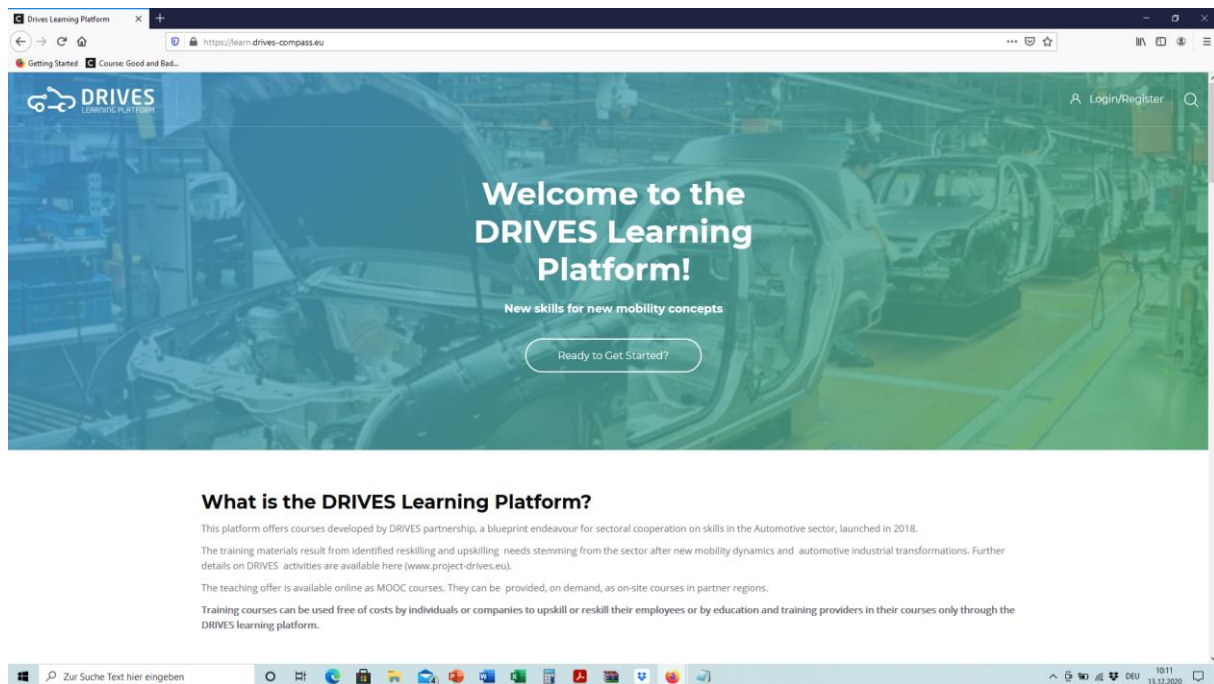 Drives Learning Platform
https://learn.drives-compass.eu
Getting Started Course: Good and Bad...
DRIVES
LEARNING PLATFORM
Login/Register
Welcome to the
DRIVES Learning
Platform!
New skills for new mobility concepts
Ready to Get Started?
What is the DRIVES Learning Platform?
This platform offers courses developed by DRIVES partnership, a blueprint endeavour for sectoral cooperation on skills in the Automotive sector, launched in 2018.
The training materials result from identified reskilling and upskilling needs stemming from the sector after new mobility dynamics and automotive industrial transformations. Further
details on DRIVES activities are available here (www.project-drives.eu).
The teaching offer is available online as MOOC courses. They can be provided, on demand, as on-site courses in partner regions.
Training courses can be used free of costs by individuals or companies to upskill or reskill their employees or by education and training providers in their courses only through the
DRIVES learning platform.
Zur Suche Text hier eingeben
DEU
10:11
13.12.2020